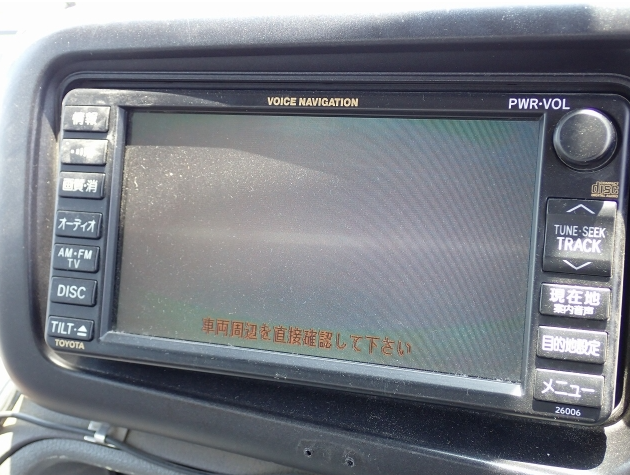 VOICE NAVIGATION
PWR·VOL
情報
画質·消
オーディオ
AM·FM
TV
DISC
TILT·⏏
TOYOTA
disc
TUNE·SEEK
TRACK
現在地
案内音声
目的地設定
メニュー
26006
車両周辺を直接確認して下さい